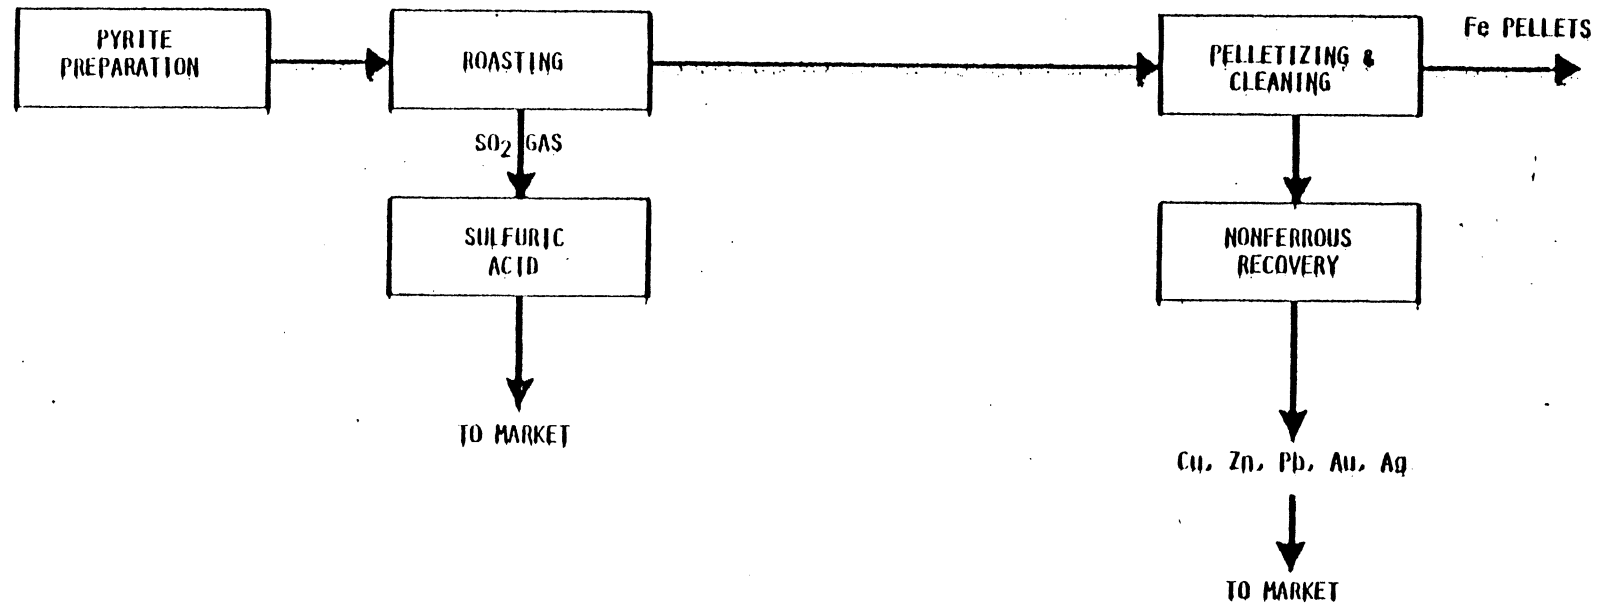 PYRITE
PREPARATION
ROASTING
PELLETIZING &
CLEANING
Fe PELLETS
SO2 GAS
SULFURIC
ACID
NONFERROUS
RECOVERY
TO MARKET
Cu, Zn, Pb, Au, Ag
TO MARKET